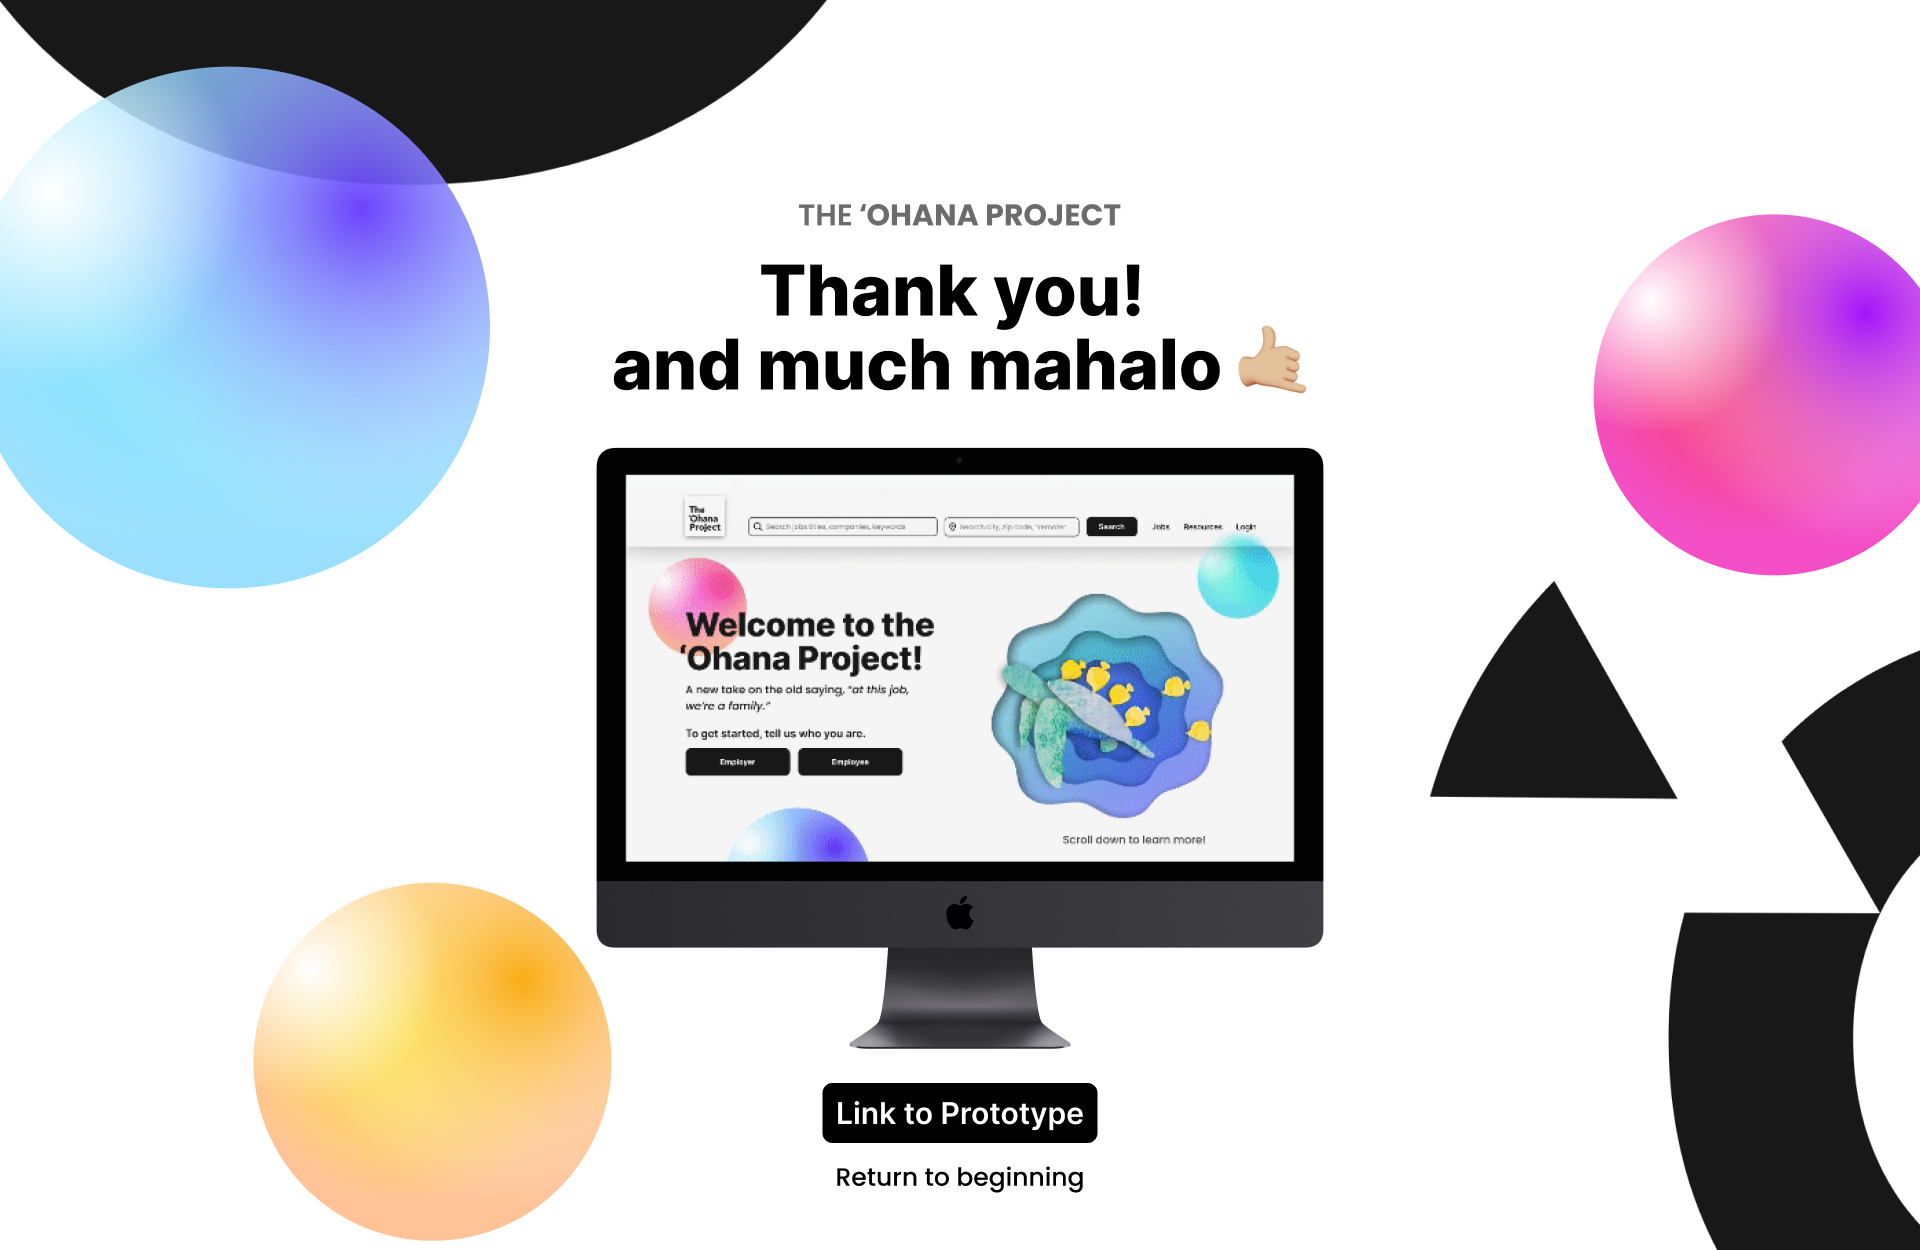 THE ‘OHANA PROJECT
Thank you!
and much mahalo
The
‘Ohana
Project
Search jobs titles, companies, keywords
Search city, zip code, "remote"
Search
Jobs
Resources
Login
Welcome to the
‘Ohana Project!
A new take on the old saying, “at this job,
we’re a family.”
To get started, tell us who you are.
Employer
Employee
Scroll down to learn more!
Link to Prototype
Return to beginning